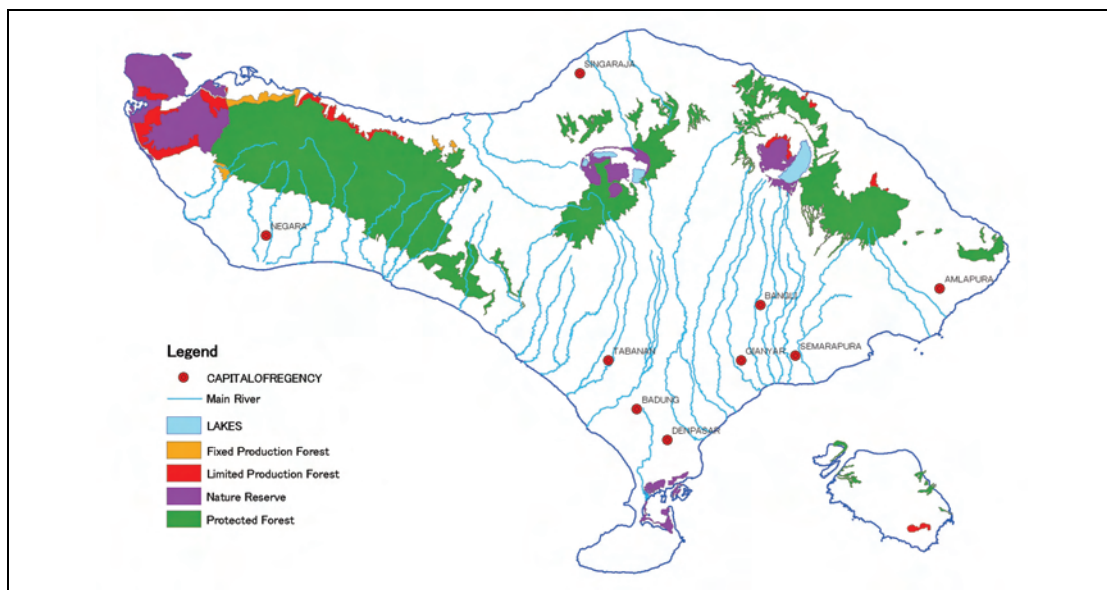 SINGARAJA
NEGARA
AMLAPURA
BANGLI
TABANAN
GIANYAR
SEMARAPURA
BADUNG
DENPASAR
Legend
CAPITALOFREGENCY
Main River
LAKES
Fixed Production Forest
Limited Production Forest
Nature Reserve
Protected Forest